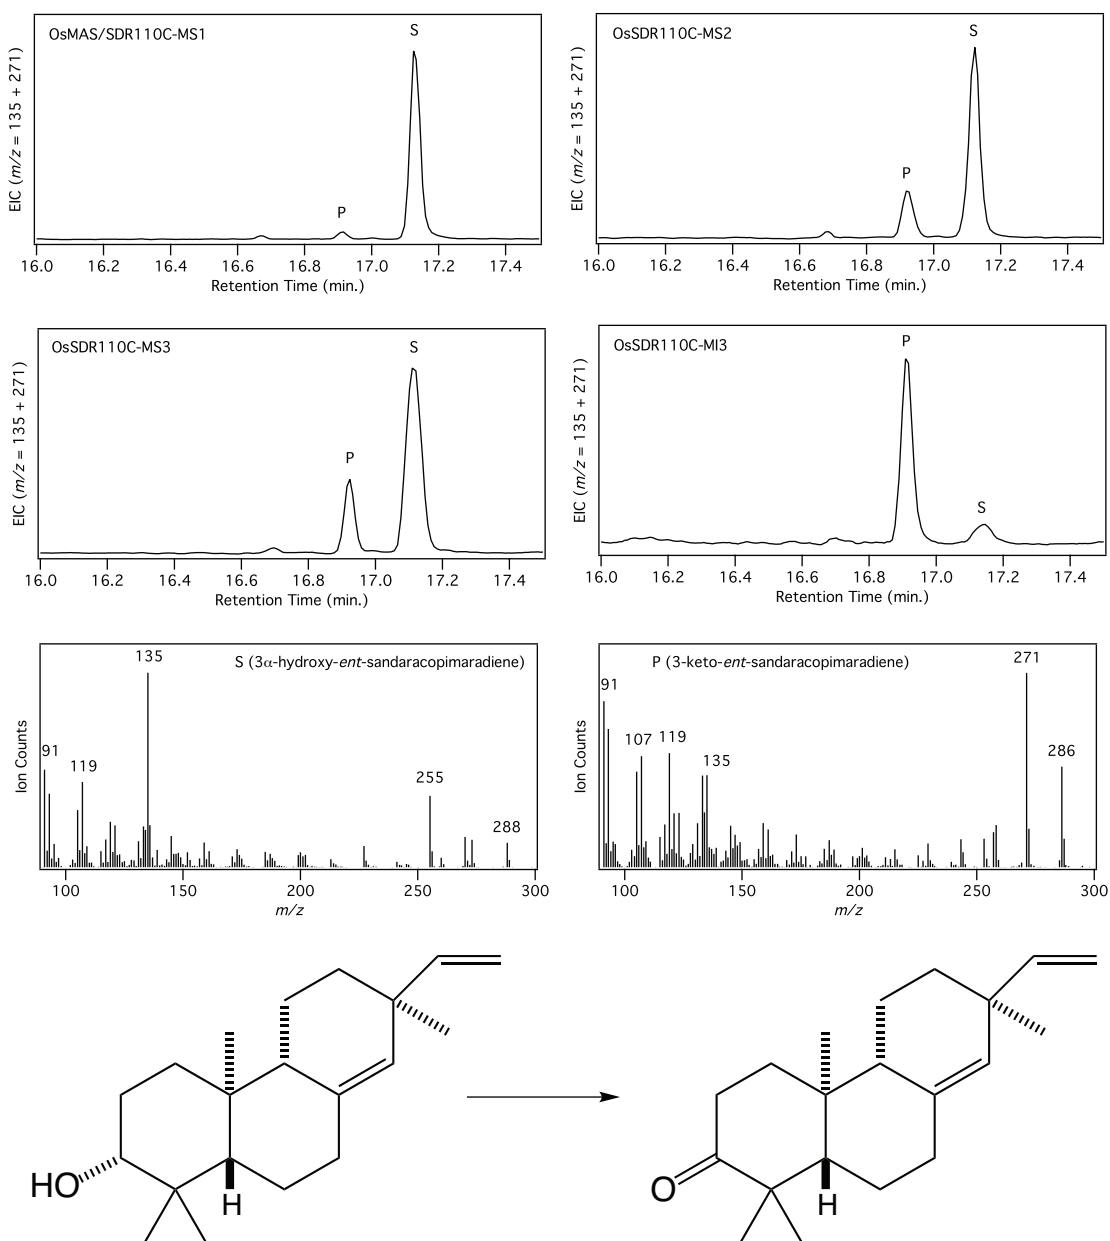 OsMAS/SDR110C-MS1
S
P
EIC (m/z = 135 + 271)
16.0 16.2 16.4 16.6 16.8 17.0 17.2 17.4
Retention Time (min.)
OsSDR110C-MS2
S
P
EIC (m/z = 135 + 271)
16.0 16.2 16.4 16.6 16.8 17.0 17.2 17.4
Retention Time (min.)
OsSDR110C-MS3
S
P
EIC (m/z = 135 + 271)
16.0 16.2 16.4 16.6 16.8 17.0 17.2 17.4
Retention Time (min.)
OsSDR110C-MI3
P
S
EIC (m/z = 135 + 271)
16.0 16.2 16.4 16.6 16.8 17.0 17.2 17.4
Retention Time (min.)
S (3α-hydroxy-ent-sandaracopimaradiene)
135
91
119
255
288
Ion Counts
100 150 200 250 300
m/z
P (3-keto-ent-sandaracopimaradiene)
271
91
107 119
135
286
Ion Counts
100 150 200 250 300
m/z
HO
H
O
H